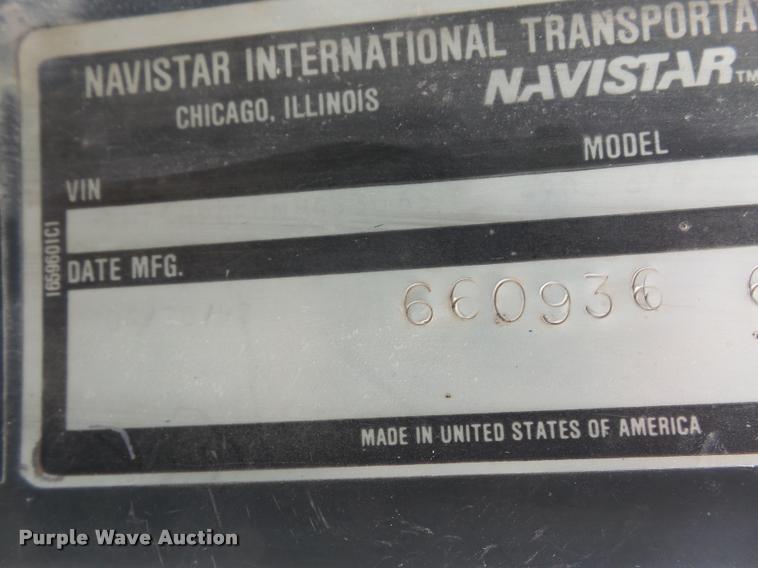 NAVISTAR INTERNATIONAL TRANSPORTA
CHICAGO, ILLINOIS
NAVISTAR™
MODEL
VIN
1659601C1
DATE MFG.
660936
MADE IN UNITED STATES OF AMERICA
Purple Wave Auction